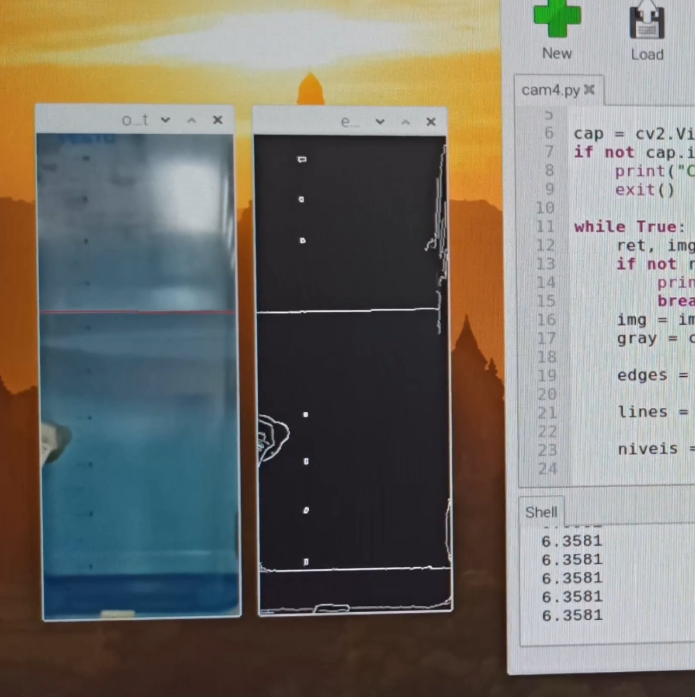 New
Load
o...t
e...
cam4.py
5
6 cap = cv2.Vi
7 if not cap.i
8 print("C
9 exit()
10
11 while True:
12 ret, img
13 if not r
14 prin
15 brea
16 img = im
17 gray = c
18
19 edges =
20
21 lines =
22
23 niveis =
24
Shell
6.3581
6.3581
6.3581
6.3581
6.3581